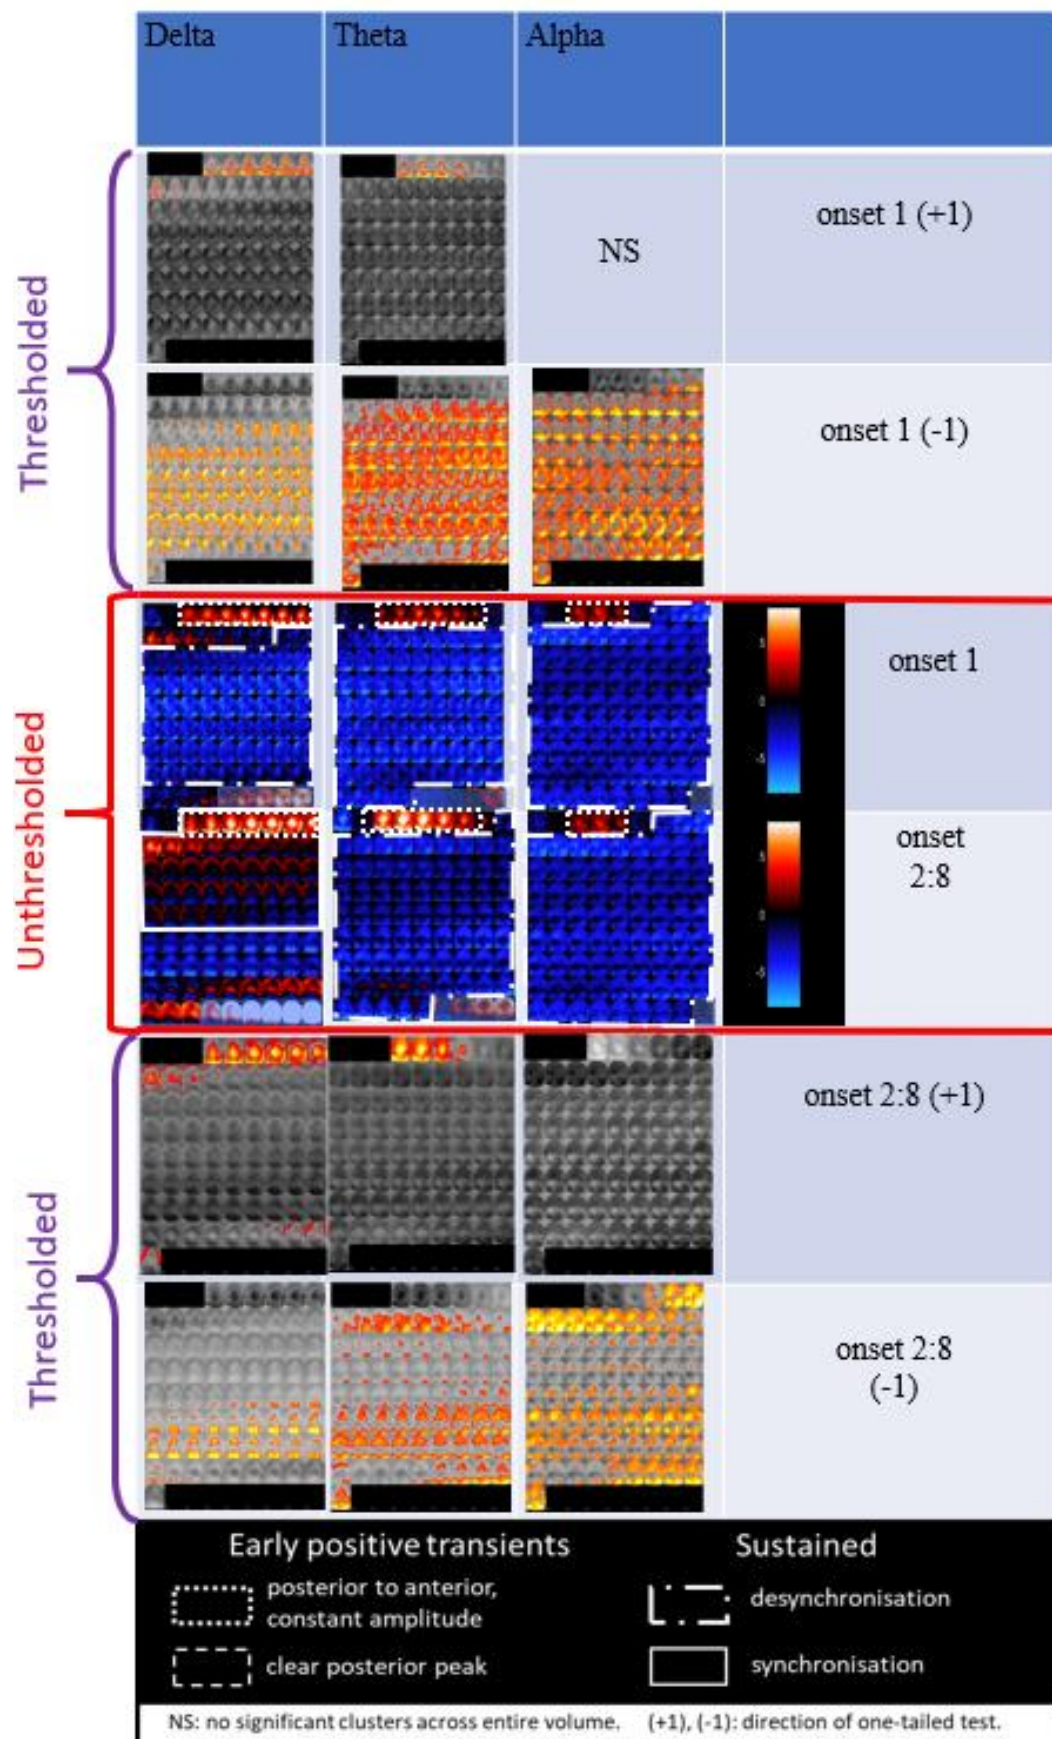 Delta Theta Alpha
Thresholded
onset 1 (+1)
NS
onset 1 (-1)
Unthresholded
onset 1
onset
2:8
Thresholded
onset 2:8 (+1)
onset 2:8
(-1)
Early positive transients
posterior to anterior,
constant amplitude
clear posterior peak
Sustained
desynchronisation
synchronisation
NS: no significant clusters across entire volume. (+1), (-1): direction of one-tailed test.